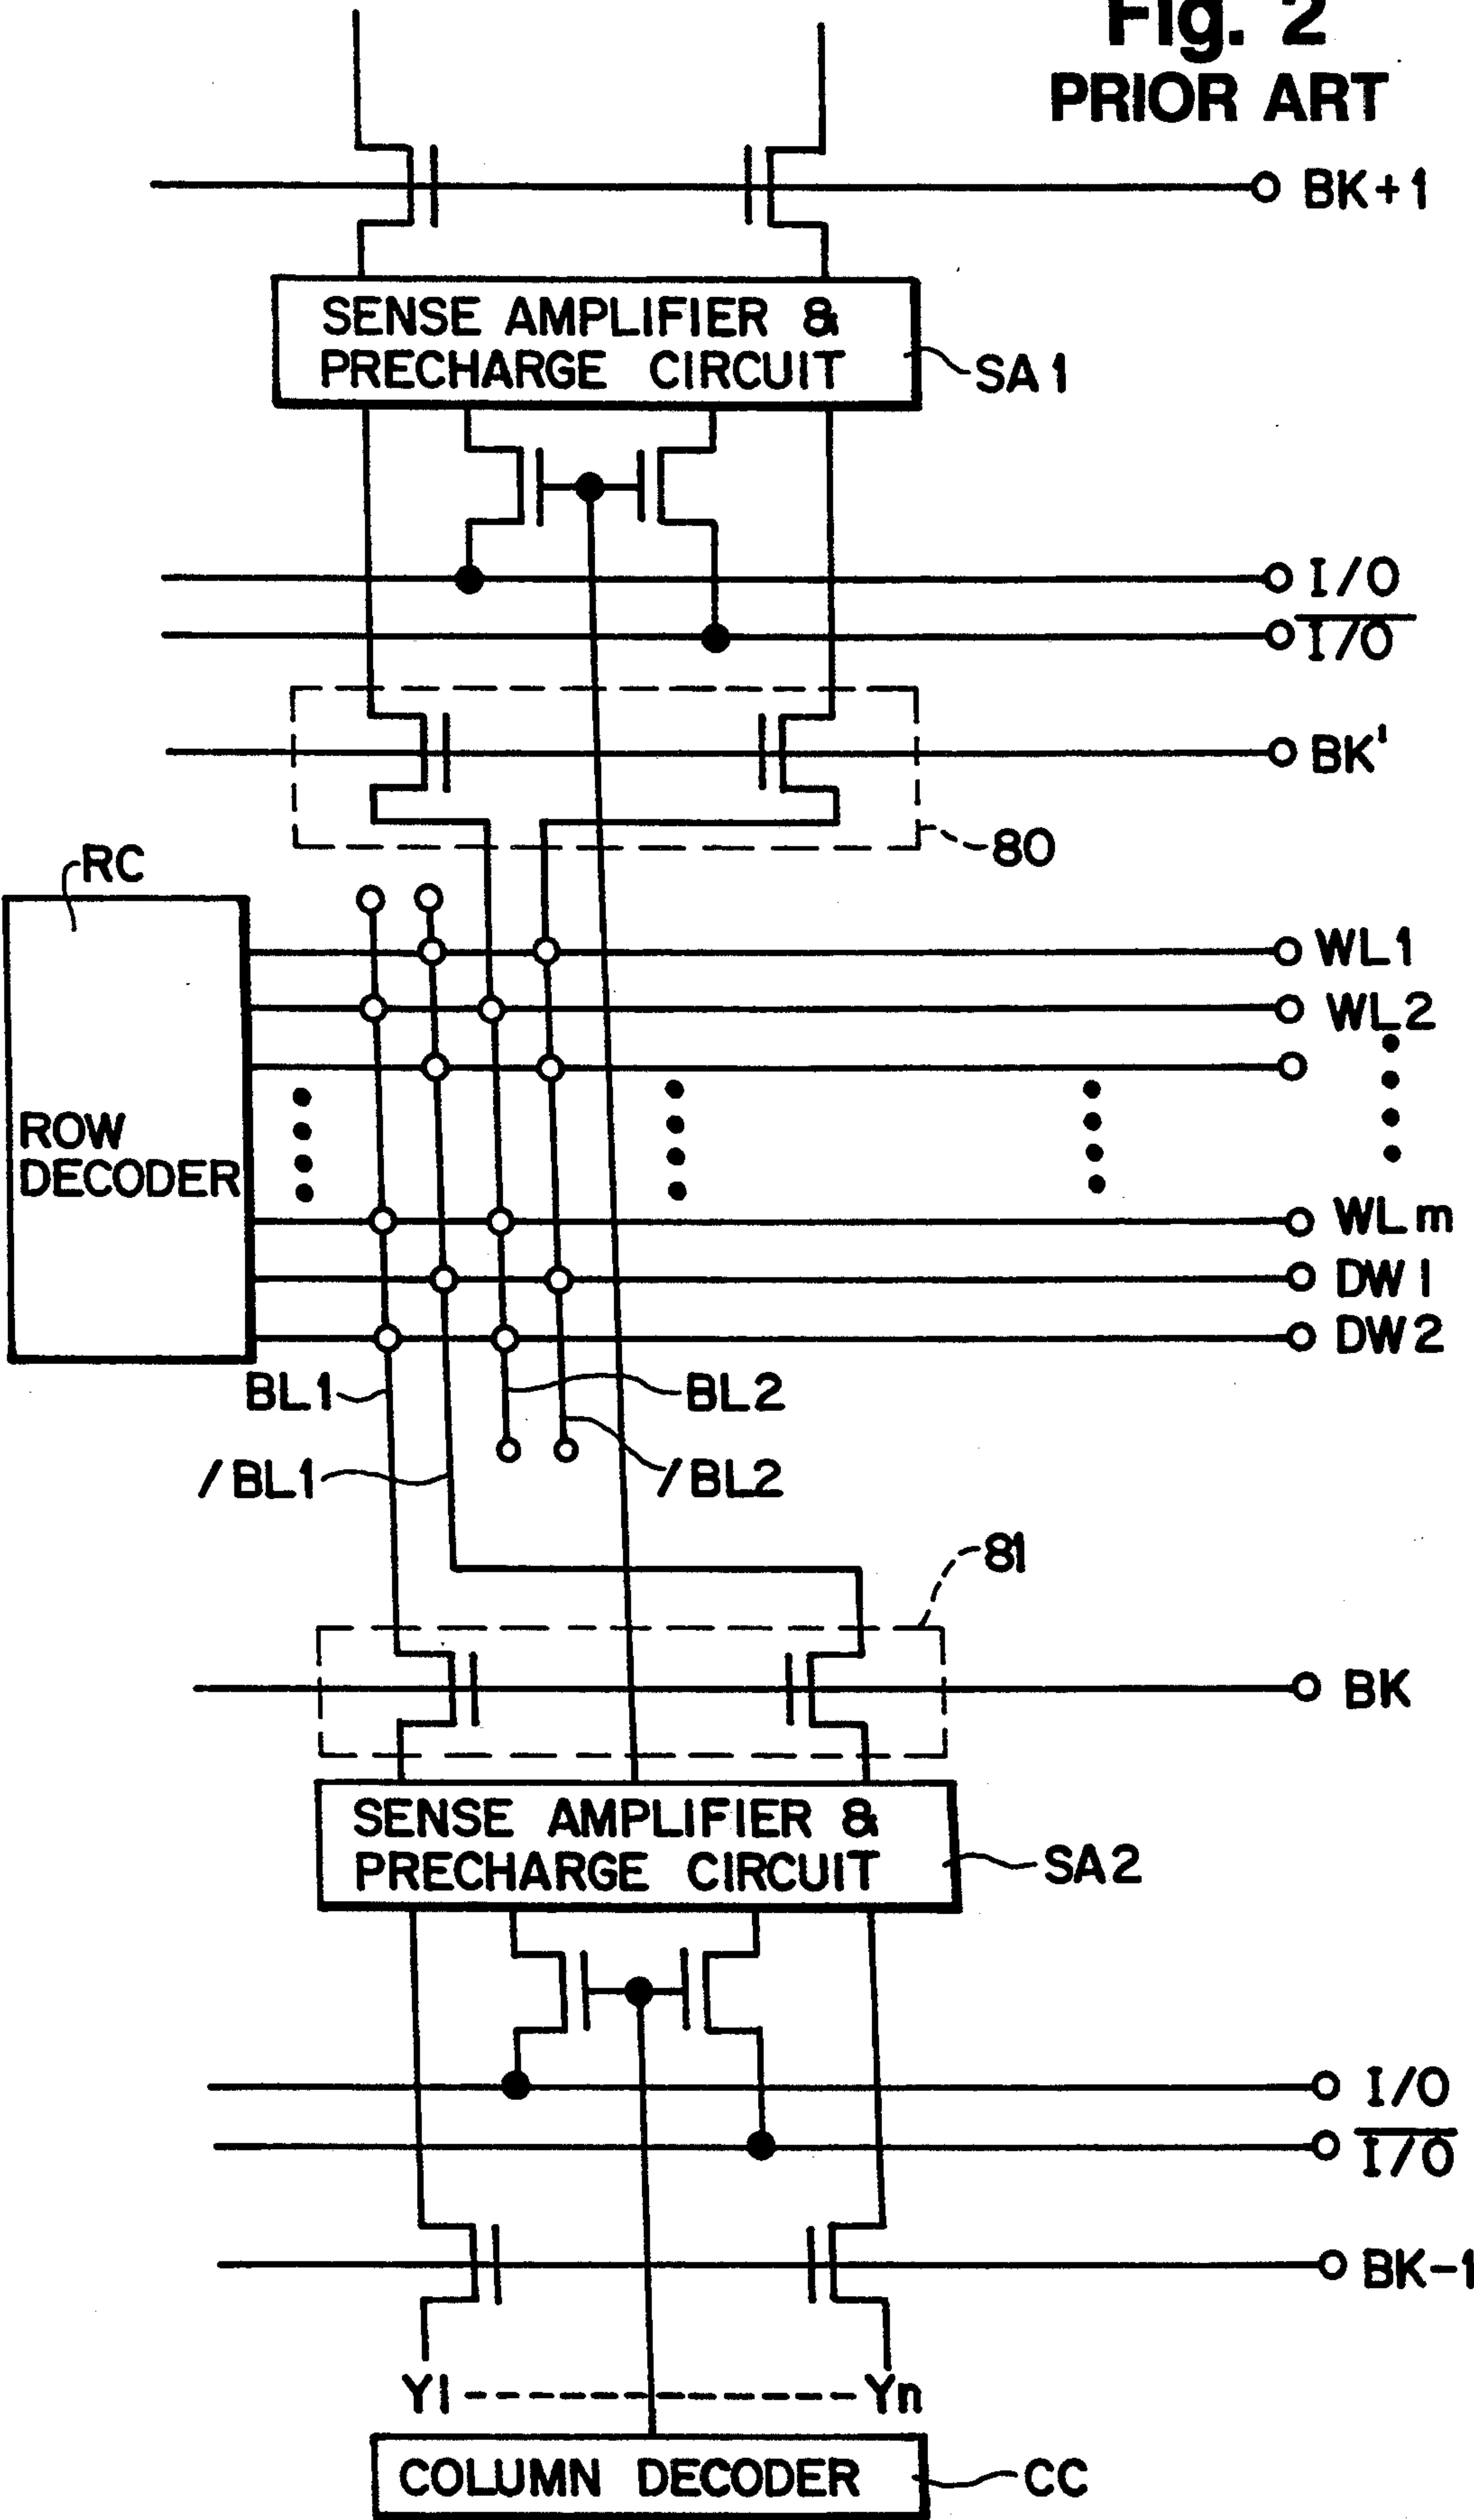 Fig. 2
PRIOR ART
BK+1
SENSE AMPLIFIER &
PRECHARGE CIRCUIT
SA1
I/O
I/O
BK'
80
RC
WL1
WL2
ROW
DECODER
WLm
DW1
DW2
BL1
BL2
/BL1
/BL2
81
BK
SENSE AMPLIFIER &
PRECHARGE CIRCUIT
SA2
I/O
I/O
BK-1
Y1 ---------- Yn
COLUMN DECODER
CC